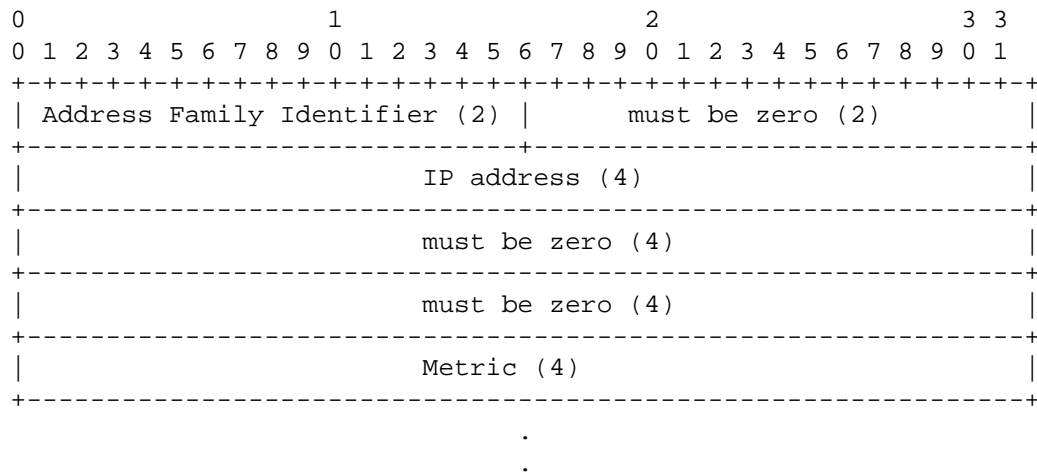 0                   1                   2                   3 3
0 1 2 3 4 5 6 7 8 9 0 1 2 3 4 5 6 7 8 9 0 1 2 3 4 5 6 7 8 9 0 1
+-+-+-+-+-+-+-+-+-+-+-+-+-+-+-+-+-+-+-+-+-+-+-+-+-+-+-+-+-+-+-+-+
| Address Family Identifier (2) |      must be zero (2)         |
+-------------------------------+-------------------------------+
|                         IP address (4)                        |
+---------------------------------------------------------------+
|                         must be zero (4)                      |
+---------------------------------------------------------------+
|                         must be zero (4)                      |
+---------------------------------------------------------------+
|                         Metric (4)                            |
+---------------------------------------------------------------+
                                .
                                .